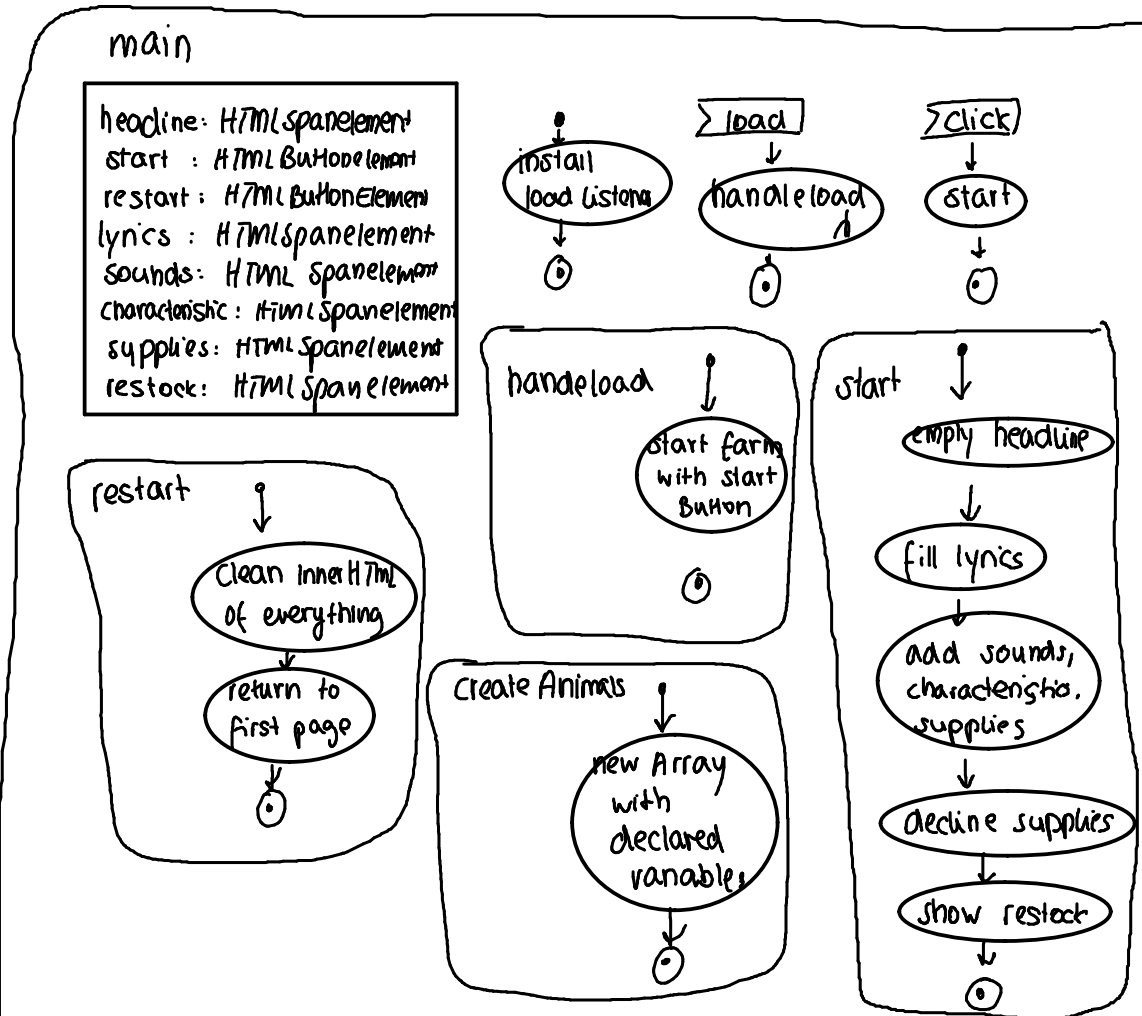 main
headline: HTMLSpanelement
start : HTMLButtonelement
restart: HTMLButtonElement
lyrics : HTMLSpanelement
sounds: HTML Spanelement
characteristic: HTMLSpanelement
supplies: HTMLSpanelement
restock: HTMLSpanelement
install
load Listener
load
handleload
click
start
handeload
start farm
with start
Button
start
empty headline
fill lyrics
add sounds,
characteristic.
supplies
decline supplies
show restock
restart
Clean innerHTML
of everything
return to
first page
Create Animals
new Array
with
declared
variables